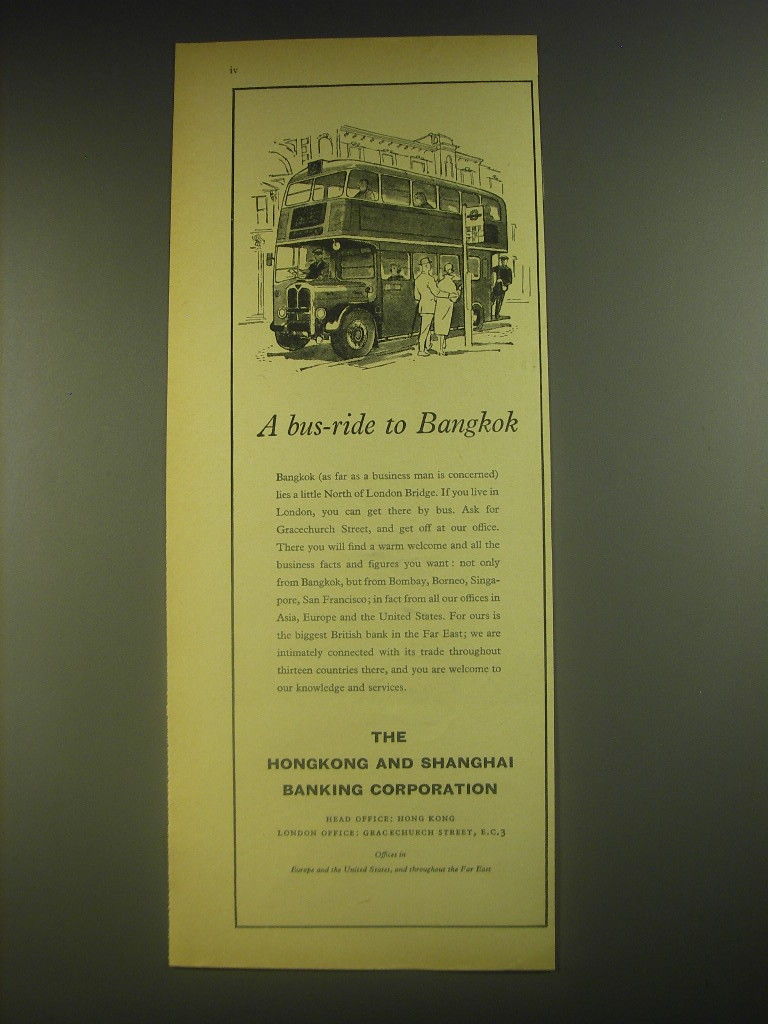 iv
A bus-ride to Bangkok
Bangkok (as far as a business man is concerned)
lies a little North of London Bridge. If you live in
London, you can get there by bus. Ask for
Gracechurch Street, and get off at our office.
There you will find a warm welcome and all the
business facts and figures you want: not only
from Bangkok, but from Bombay, Borneo, Singa-
pore, San Francisco; in fact from all our offices in
Asia, Europe and the United States. For ours is
the biggest British bank in the Far East; we are
intimately connected with its trade throughout
thirteen countries there, and you are welcome to
our knowledge and services.
THE
HONGKONG AND SHANGHAI
BANKING CORPORATION
HEAD OFFICE: HONG KONG
LONDON OFFICE: GRACECHURCH STREET, E.C.3
Offices in
Europe and the United States, and throughout the Far East